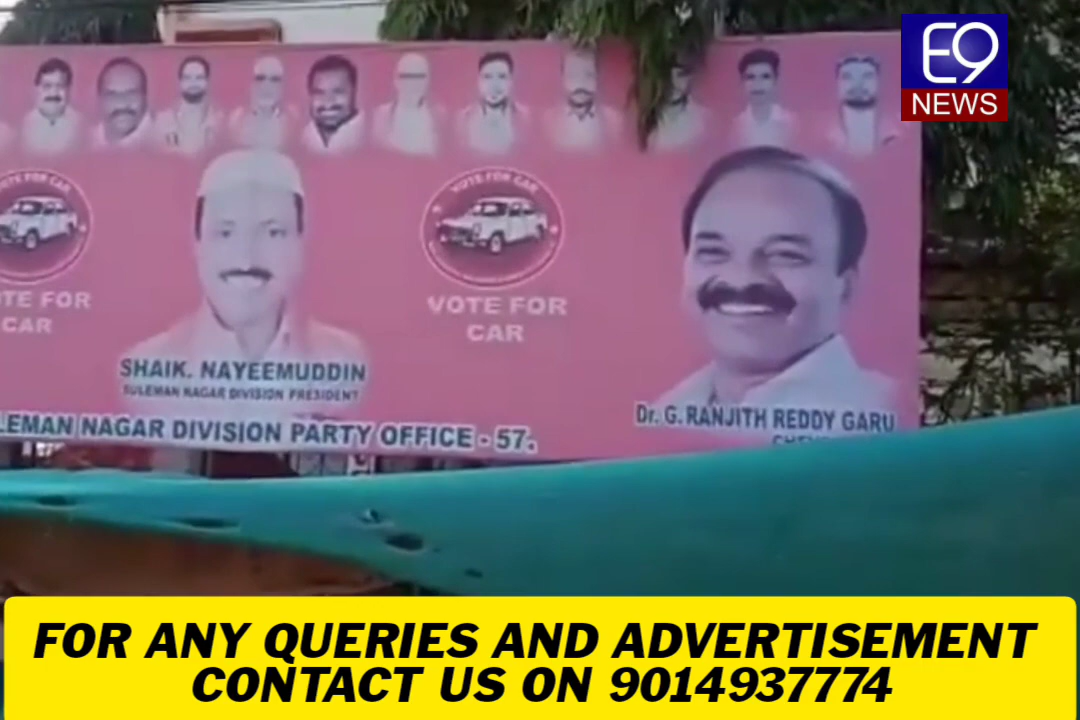 E9
NEWS
VOTE FOR CAR
VOTE FOR
CAR
VOTE FOR
CAR
SHAIK. NAYEEMUDDIN
SULEMAN NAGAR DIVISION PRESIDENT
LEMAN NAGAR DIVISION PARTY OFFICE - 57.
Dr. G. RANJITH REDDY GARU
FOR ANY QUERIES AND ADVERTISEMENT
CONTACT US ON 9014937774